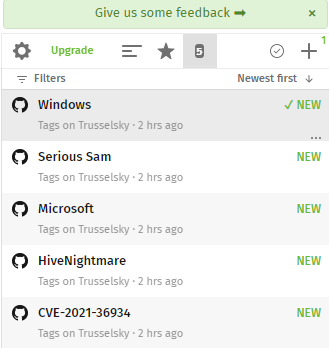 Give us some feedback ➡ ×
Upgrade 5 1
Filters Newest first ↓
Windows ✓ NEW
Tags on Trusselsky · 2 hrs ago ...
Serious Sam NEW
Tags on Trusselsky · 2 hrs ago
Microsoft NEW
Tags on Trusselsky · 2 hrs ago
HiveNightmare NEW
Tags on Trusselsky · 2 hrs ago
CVE-2021-36934 NEW
Tags on Trusselsky · 2 hrs ago